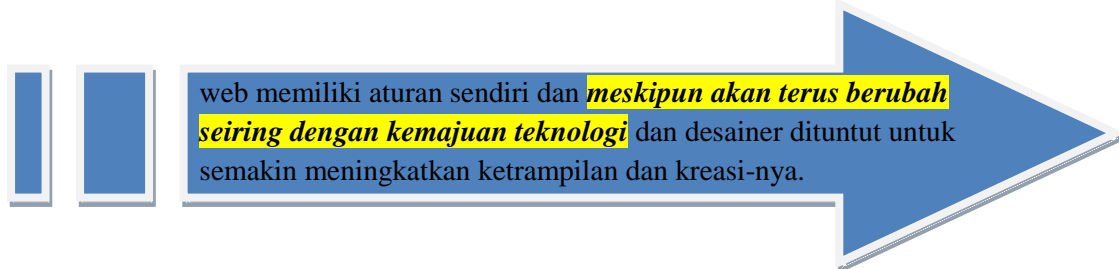 web memiliki aturan sendiri dan meskipun akan terus berubah
seiring dengan kemajuan teknologi dan desainer dituntut untuk
semakin meningkatkan ketrampilan dan kreasi-nya.